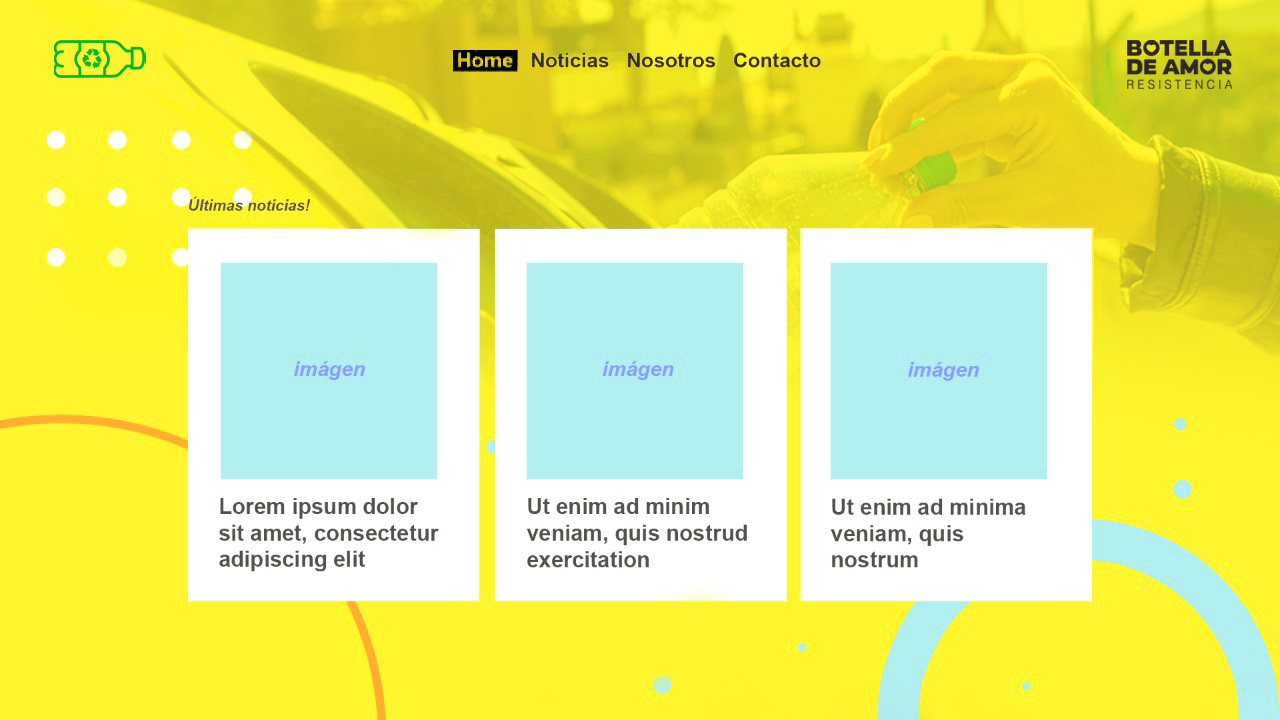 Home Noticias Nosotros Contacto
BOTELLA
DE AMOR
RESISTENCIA
Últimas noticias!
imágen
Lorem ipsum dolor
sit amet, consectetur
adipiscing elit
imágen
Ut enim ad minim
veniam, quis nostrud
exercitation
imágen
Ut enim ad minima
veniam, quis
nostrum